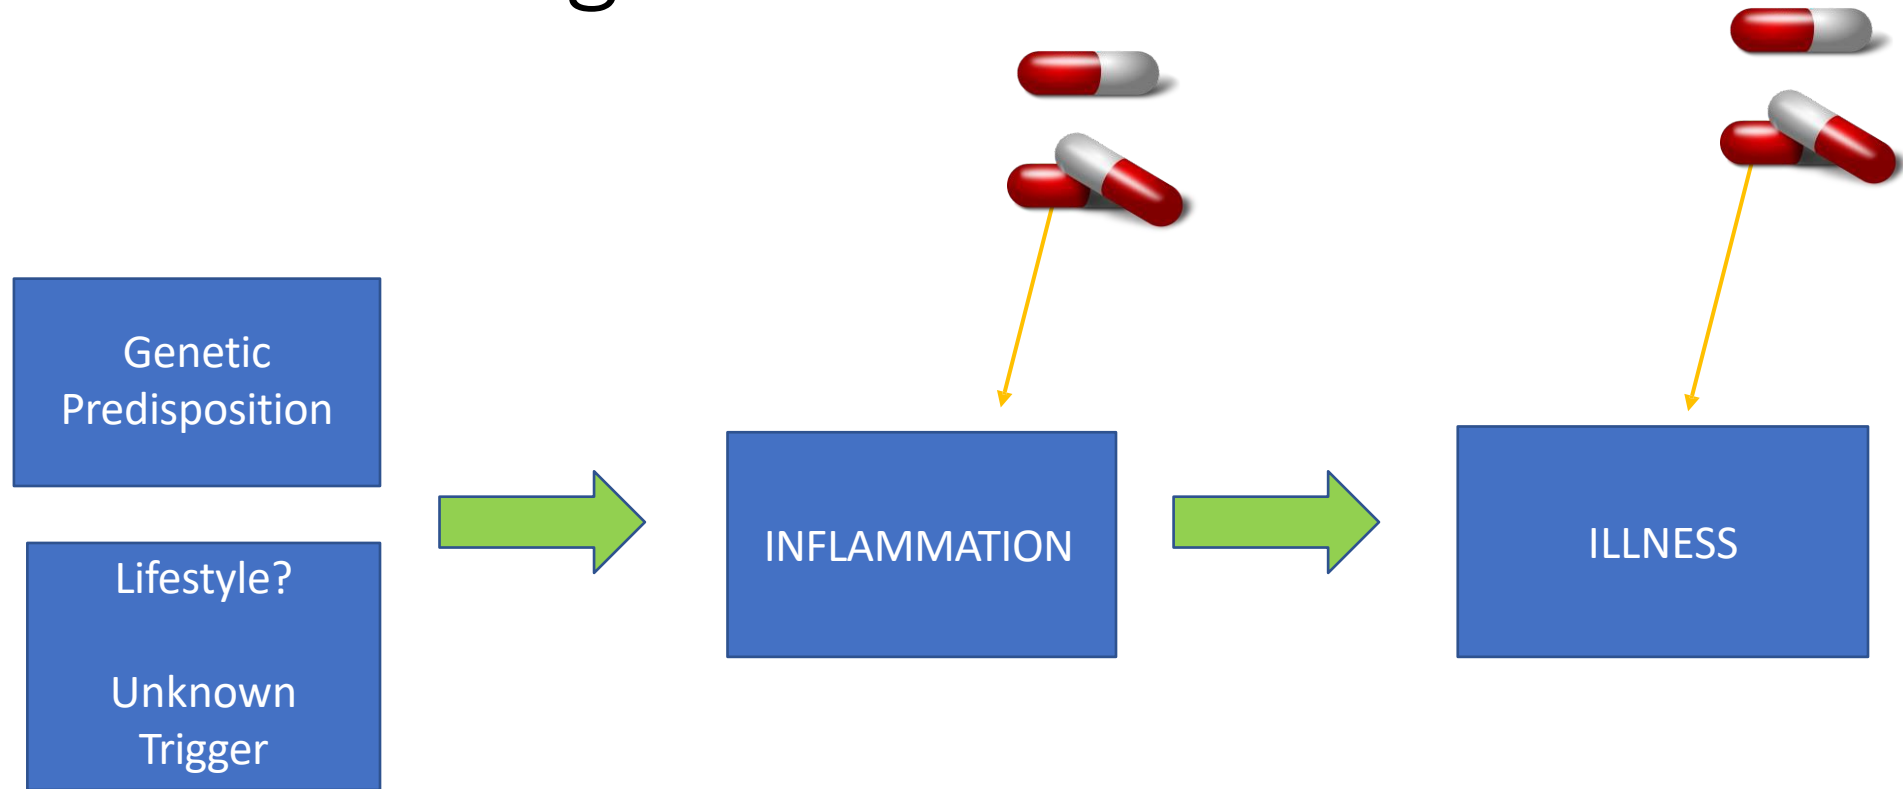 Genetic
Predisposition
Lifestyle?
Unknown
Trigger
INFLAMMATION
ILLNESS